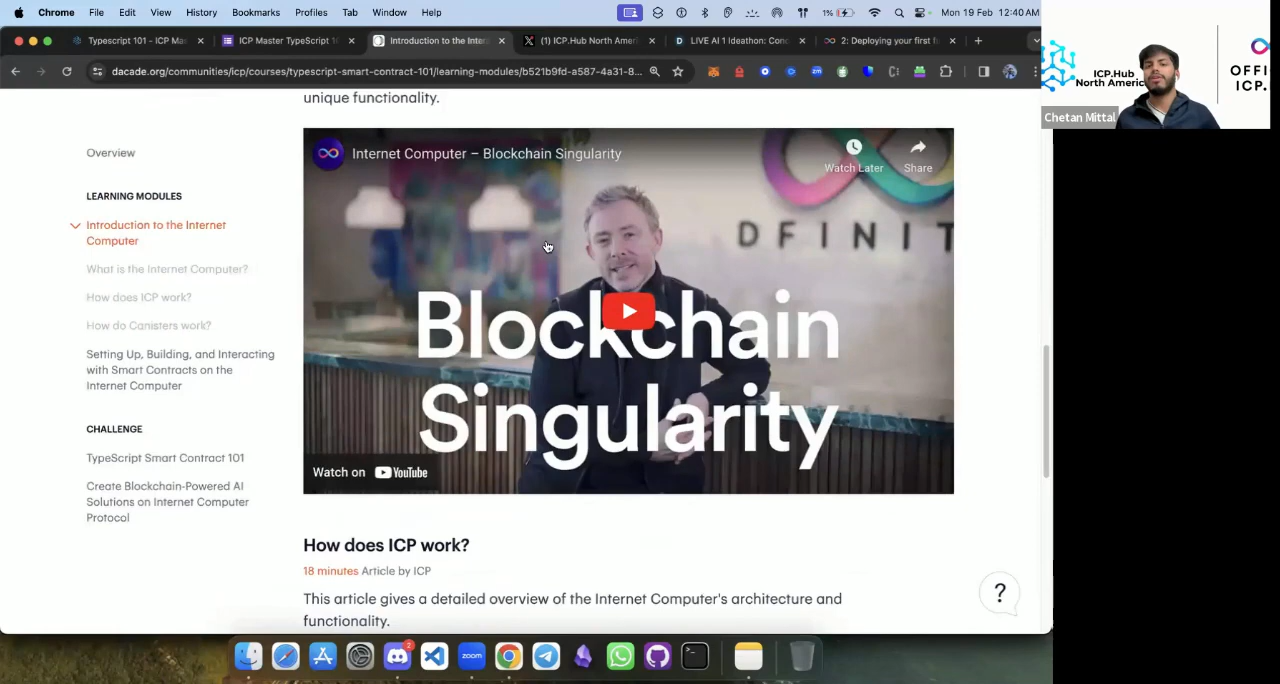 Chrome File Edit View History Bookmarks Profiles Tab Window Help 1% Mon 19 Feb 12:40 AM
Typescript 101 - ICP Ma
ICP Master TypeScript 1
Introduction to the Inter
(1) ICP.Hub North Ameri
LIVE AI 1 Ideathon: Conc
2: Deploying your first f
dacade.org/communities/icp/courses/typescript-smart-contract-101/learning-modules/b521b9fd-a587-4a31-8...
unique functionality.
Overview
LEARNING MODULES
Introduction to the Internet
Computer
What is the Internet Computer?
How does ICP work?
How do Canisters work?
Setting Up, Building, and Interacting
with Smart Contracts on the
Internet Computer
CHALLENGE
TypeScript Smart Contract 101
Create Blockchain-Powered AI
Solutions on Internet Computer
Protocol
Internet Computer – Blockchain Singularity
Watch Later
Share
DFINIT
Blockchain
Singularity
Watch on YouTube
How does ICP work?
18 minutes Article by ICP
This article gives a detailed overview of the Internet Computer's architecture and
functionality.
?
ICP.Hub
North Americ
OFFI
ICP.
Chetan Mittal
2
zoom